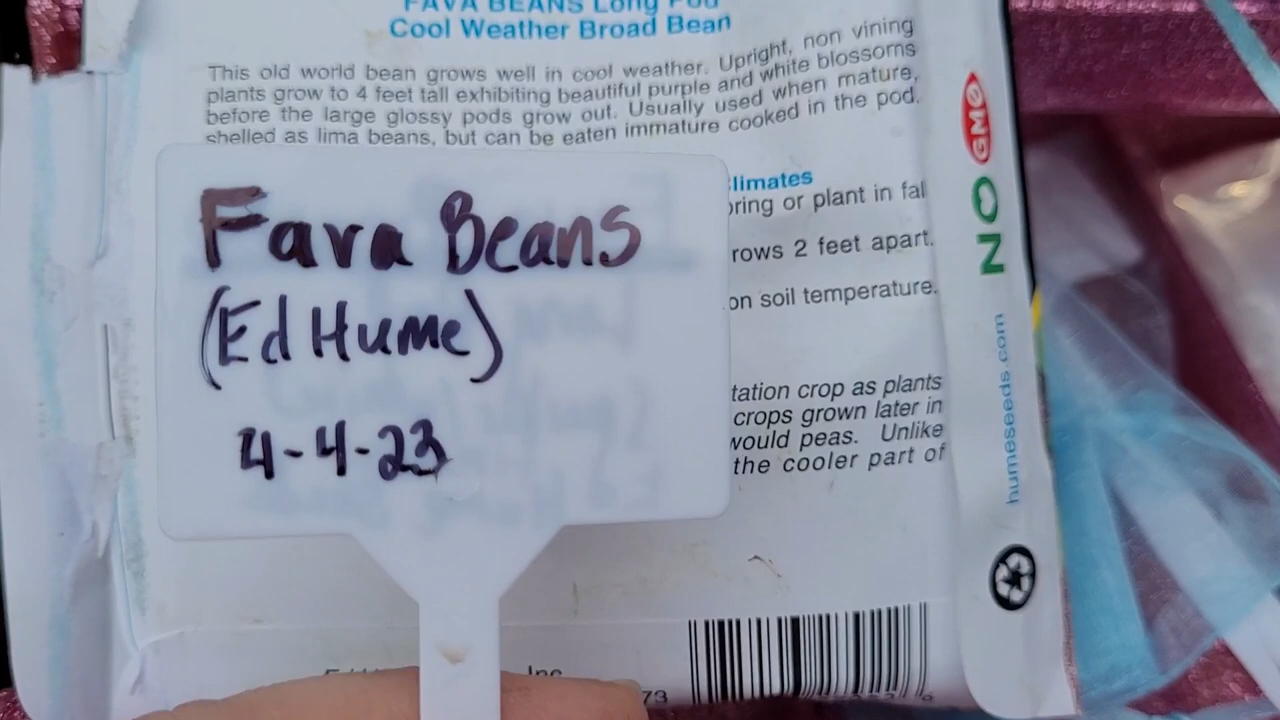 FAVA BEANS Long Pod
Cool Weather Broad Bean
This old world bean grows well in cool weather. Upright, non vining
plants grow to 4 feet tall exhibiting beautiful purple and white blossoms
before the large glossy pods grow out. Usually used when mature,
shelled as lima beans, but can be eaten immature cooked in the pod.
limates
pring or plant in fall
rows 2 feet apart.
on soil temperature.
tation crop as plants
crops grown later in
would peas. Unlike
the cooler part of
Fava Beans
(Ed Hume)
4-4-23
NO GMO
humeseeds.com
Inc
73